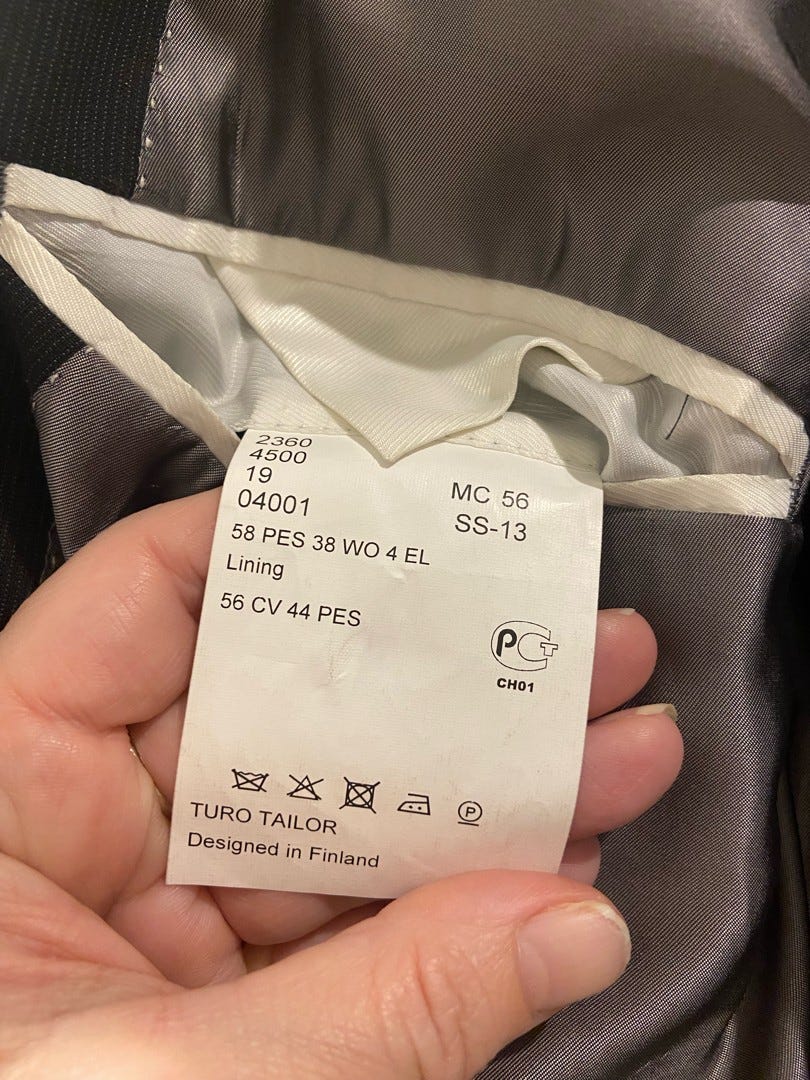 2360
4500
19
04001
MC 56
SS-13
58 PES 38 WO 4 EL
Lining
56 CV 44 PES
РСТ
CH01
P
TURO TAILOR
Designed in Finland